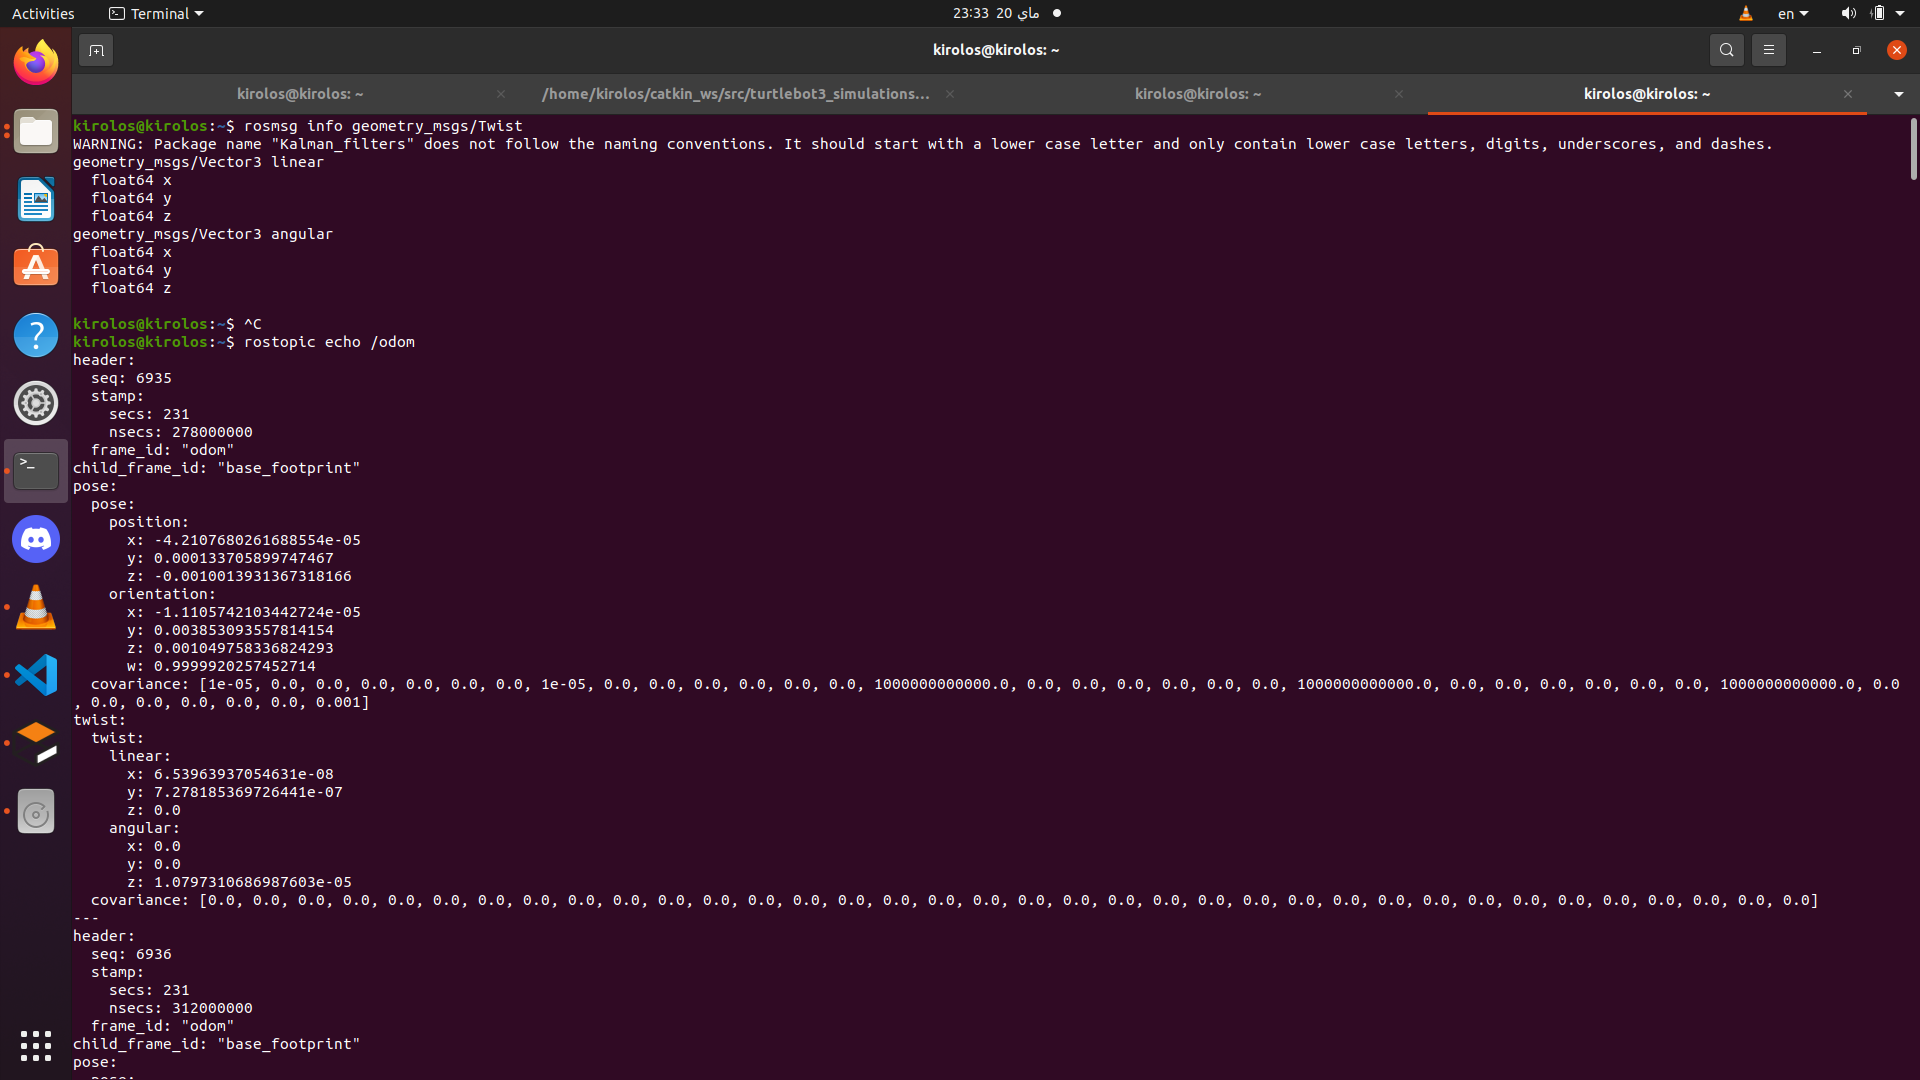 Activities
Terminal
23:33 20 ماي
en
kirolos@kirolos: ~
kirolos@kirolos: ~
/home/kirolos/catkin_ws/src/turtlebot3_simulations...
kirolos@kirolos: ~
kirolos@kirolos: ~
kirolos@kirolos:~$ rosmsg info geometry_msgs/Twist
WARNING: Package name "Kalman_filters" does not follow the naming conventions. It should start with a lower case letter and only contain lower case letters, digits, underscores, and dashes.
geometry_msgs/Vector3 linear
  float64 x
  float64 y
  float64 z
geometry_msgs/Vector3 angular
  float64 x
  float64 y
  float64 z
kirolos@kirolos:~$ ^C
kirolos@kirolos:~$ rostopic echo /odom
header:
  seq: 6935
  stamp:
    secs: 231
    nsecs: 278000000
  frame_id: "odom"
child_frame_id: "base_footprint"
pose:
  pose:
    position:
      x: -4.2107680261688554e-05
      y: 0.000133705899747467
      z: -0.0010013931367318166
    orientation:
      x: -1.1105742103442724e-05
      y: 0.003853093557814154
      z: 0.001049758336824293
      w: 0.9999920257452714
  covariance: [1e-05, 0.0, 0.0, 0.0, 0.0, 0.0, 0.0, 1e-05, 0.0, 0.0, 0.0, 0.0, 0.0, 0.0, 1000000000000.0, 0.0, 0.0, 0.0, 0.0, 0.0, 0.0, 1000000000000.0, 0.0, 0.0, 0.0, 0.0, 0.0, 0.0, 1000000000000.0, 0.0
, 0.0, 0.0, 0.0, 0.0, 0.0, 0.001]
twist:
  twist:
    linear:
      x: 6.53963937054631e-08
      y: 7.278185369726441e-07
      z: 0.0
    angular:
      x: 0.0
      y: 0.0
      z: 1.0797310686987603e-05
  covariance: [0.0, 0.0, 0.0, 0.0, 0.0, 0.0, 0.0, 0.0, 0.0, 0.0, 0.0, 0.0, 0.0, 0.0, 0.0, 0.0, 0.0, 0.0, 0.0, 0.0, 0.0, 0.0, 0.0, 0.0, 0.0, 0.0, 0.0, 0.0, 0.0, 0.0, 0.0, 0.0, 0.0, 0.0, 0.0, 0.0]
---
header:
  seq: 6936
  stamp:
    secs: 231
    nsecs: 312000000
  frame_id: "odom"
child_frame_id: "base_footprint"
pose:
  pose: